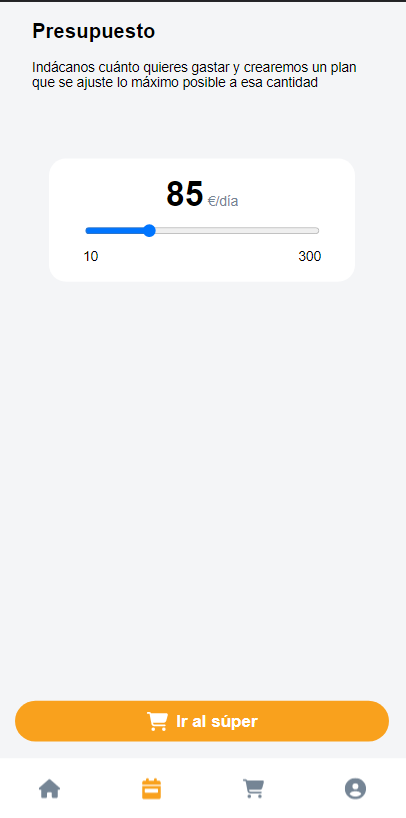 Presupuesto
Indácanos cuánto quieres gastar y crearemos un plan
que se ajuste lo máximo posible a esa cantidad
85 €/día
10 300
Ir al súper